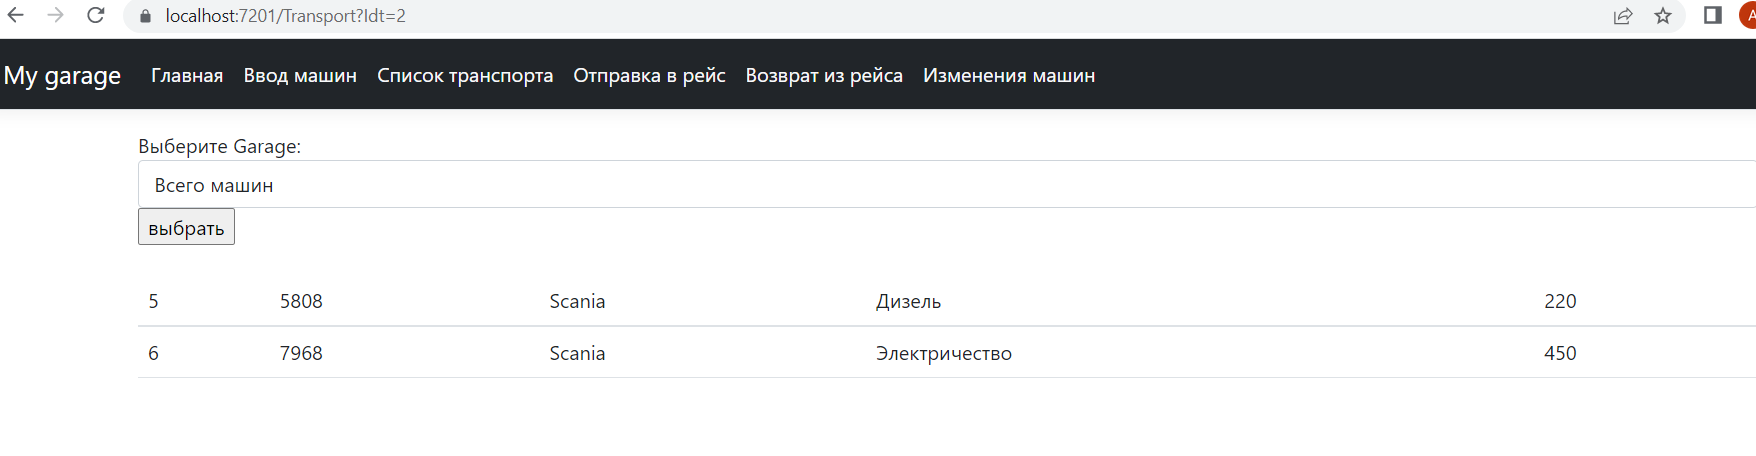 localhost:7201/Transport?Idt=2
A
My garage Главная Ввод машин Список транспорта Отправка в рейс Возврат из рейса Изменения машин
Выберите Garage:
Всего машин
выбрать
5 5808 Scania Дизель 220
6 7968 Scania Электричество 450